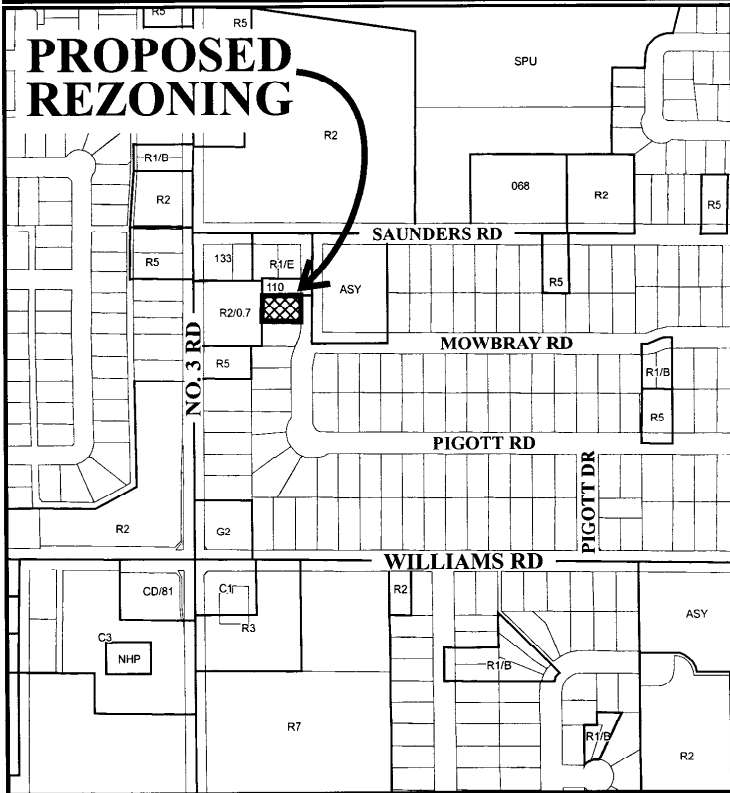 R5
R5
PROPOSED
REZONING
SPU
R2
R1/B
068
R2
R2
R5
SAUNDERS RD
133
R1/E
R5
R5
110
ASY
R2/0.7
NO. 3 RD
MOWBRAY RD
R5
R1/B
R5
PIGOTT RD
PIGOTT DR
R2
G2
WILLIAMS RD
CD/81
C1
R2
ASY
R3
C3
NHP
R1/B
R7
R1/B
R2